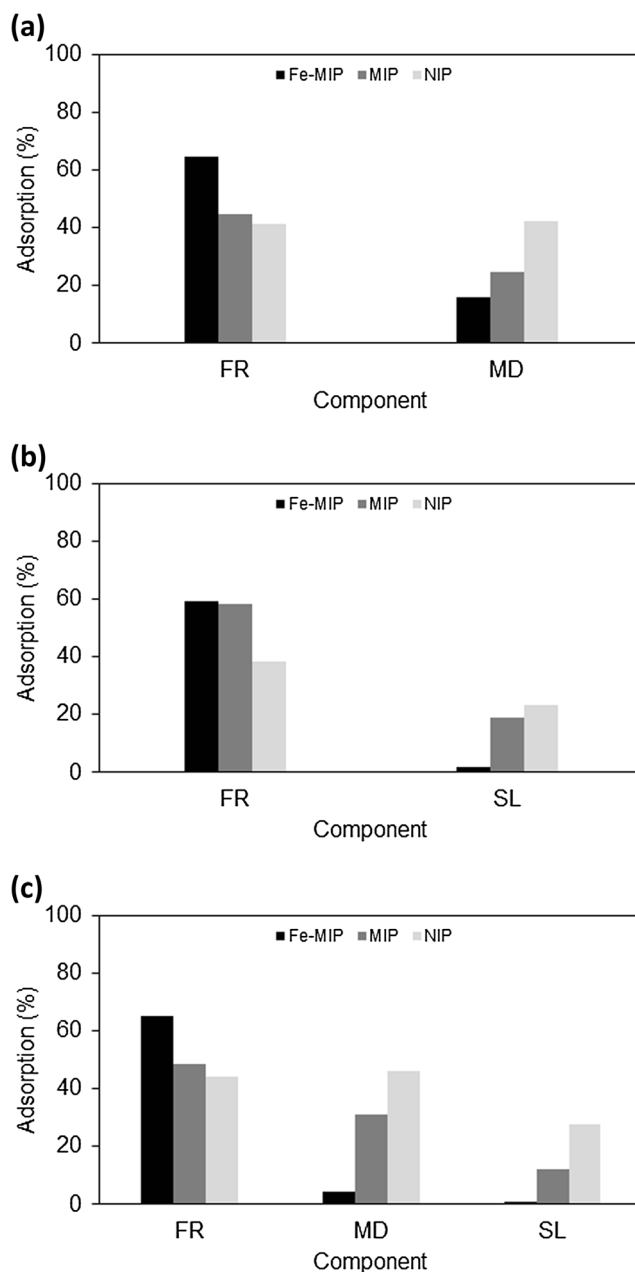 (a)
100
80
60
40
20
0
Adsorption (%)
Fe-MIP MIP NIP
FR MD
Component
(b)
100
80
60
40
20
0
Adsorption (%)
Fe-MIP MIP NIP
FR SL
Component
(c)
100
80
60
40
20
0
Adsorption (%)
Fe-MIP MIP NIP
FR MD SL
Component